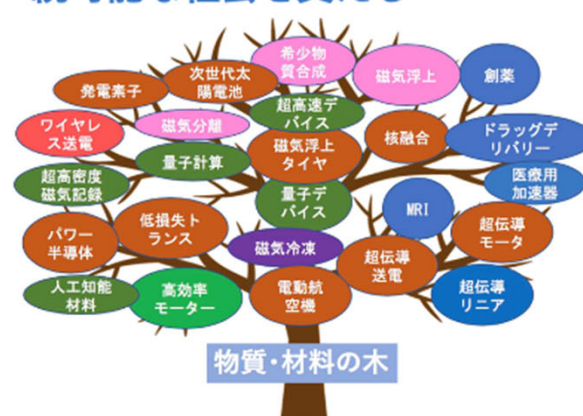 希少物
質合成
磁気浮上
創薬
次世代太
陽電池
発電素子
超高速デ
バイス
ワイヤレ
ス送電
磁気分離
核融合
ドラッグデ
リバリー
磁気浮上
タイヤ
量子計算
超高密度
磁気記録
医療用
加速器
量子デ
バイス
MRI
低損失ト
ランス
超伝導
モータ
パワー
半導体
磁気冷凍
超伝導
送電
人工知能
材料
高効率
モーター
電動航
空機
超伝導
リニア
物質・材料の木